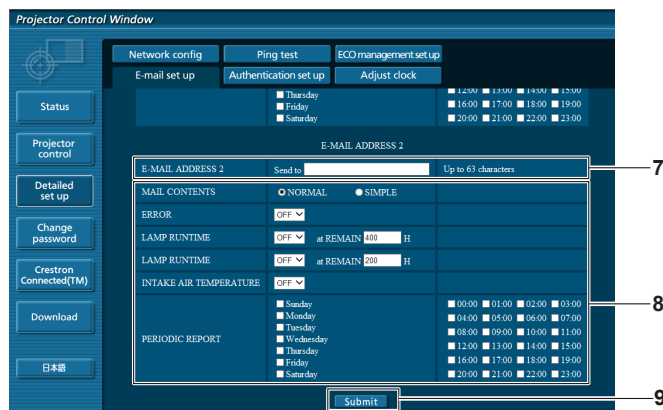 Projector Control Window
Network config Ping test ECO management set up
E-mail set up Authentication set up Adjust clock
Status
Projector control
Detailed set up
Change password
Crestron Connected(TM)
Download
日本語
Thursday 12:00 13:00 14:00 15:00
Friday 16:00 17:00 18:00 19:00
Saturday 20:00 21:00 22:00 23:00
E-MAIL ADDRESS 2
E-MAIL ADDRESS 2 Send to Up to 63 characters 7
MAIL CONTENTS NORMAL SIMPLE
ERROR OFF
LAMP RUNTIME OFF at REMAIN 400 H
LAMP RUNTIME OFF at REMAIN 200 H
INTAKE AIR TEMPERATURE OFF
8
PERIODIC REPORT
Sunday 00:00 01:00 02:00 03:00
Monday 04:00 05:00 06:00 07:00
Tuesday 08:00 09:00 10:00 11:00
Wednesday 12:00 13:00 14:00 15:00
Thursday 16:00 17:00 18:00 19:00
Friday 20:00 21:00 22:00 23:00
Saturday
Submit 9